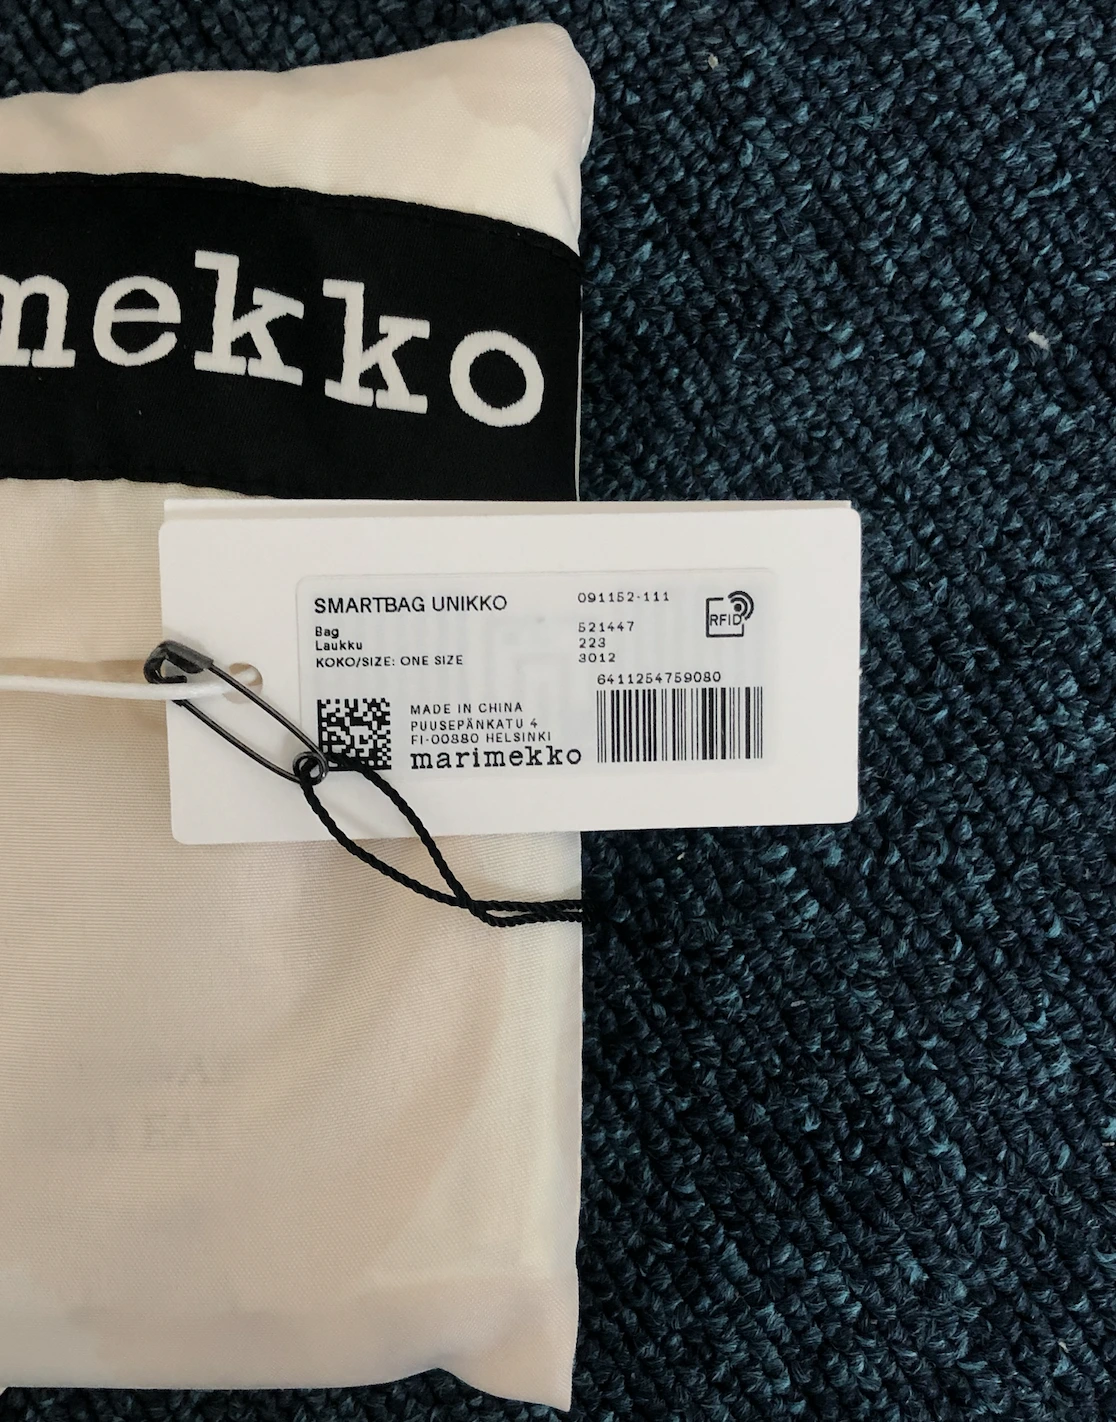 mekko
SMARTBAG UNIKKO
Bag
Laukku
KOKO/SIZE: ONE SIZE
091152-111
521447
223
3012
RFID
6411254759080
MADE IN CHINA
PUUSEPÄNKATU 4
FI-00880 HELSINKI
marimekko